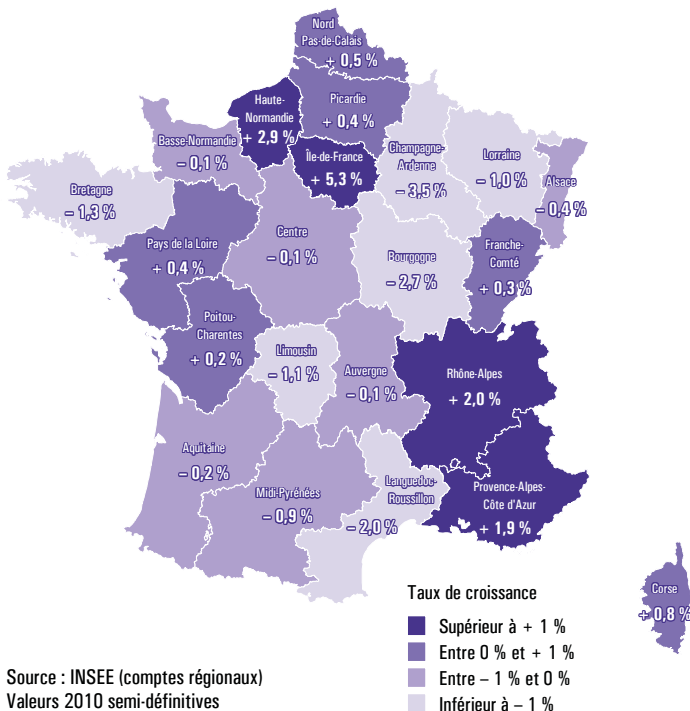 Nord
Pas-de-Calais
+ 0,5 %
Picardie
+ 0,4 %
Haute-
Normandie
+ 2,9 %
Basse-Normandie
– 0,1 %
Île-de-France
+ 5,3 %
Champagne-
Ardenne
– 3,5 %
Lorraine
– 1,0 %
Alsace
– 0,4 %
Bretagne
– 1,3 %
Pays de la Loire
+ 0,4 %
Centre
– 0,1 %
Bourgogne
– 2,7 %
Franche-
Comté
+ 0,3 %
Poitou-
Charentes
+ 0,2 %
Limousin
– 1,1 %
Auvergne
– 0,1 %
Rhône-Alpes
+ 2,0 %
Aquitaine
– 0,2 %
Midi-Pyrénées
– 0,9 %
Languedoc-
Roussillon
– 2,0 %
Provence-Alpes-
Côte d'Azur
+ 1,9 %
Corse
+ 0,8 %
Taux de croissance
Supérieur à + 1 %
Entre 0 % et + 1 %
Entre – 1 % et 0 %
Inférieur à – 1 %
Source : INSEE (comptes régionaux)
Valeurs 2010 semi-définitives